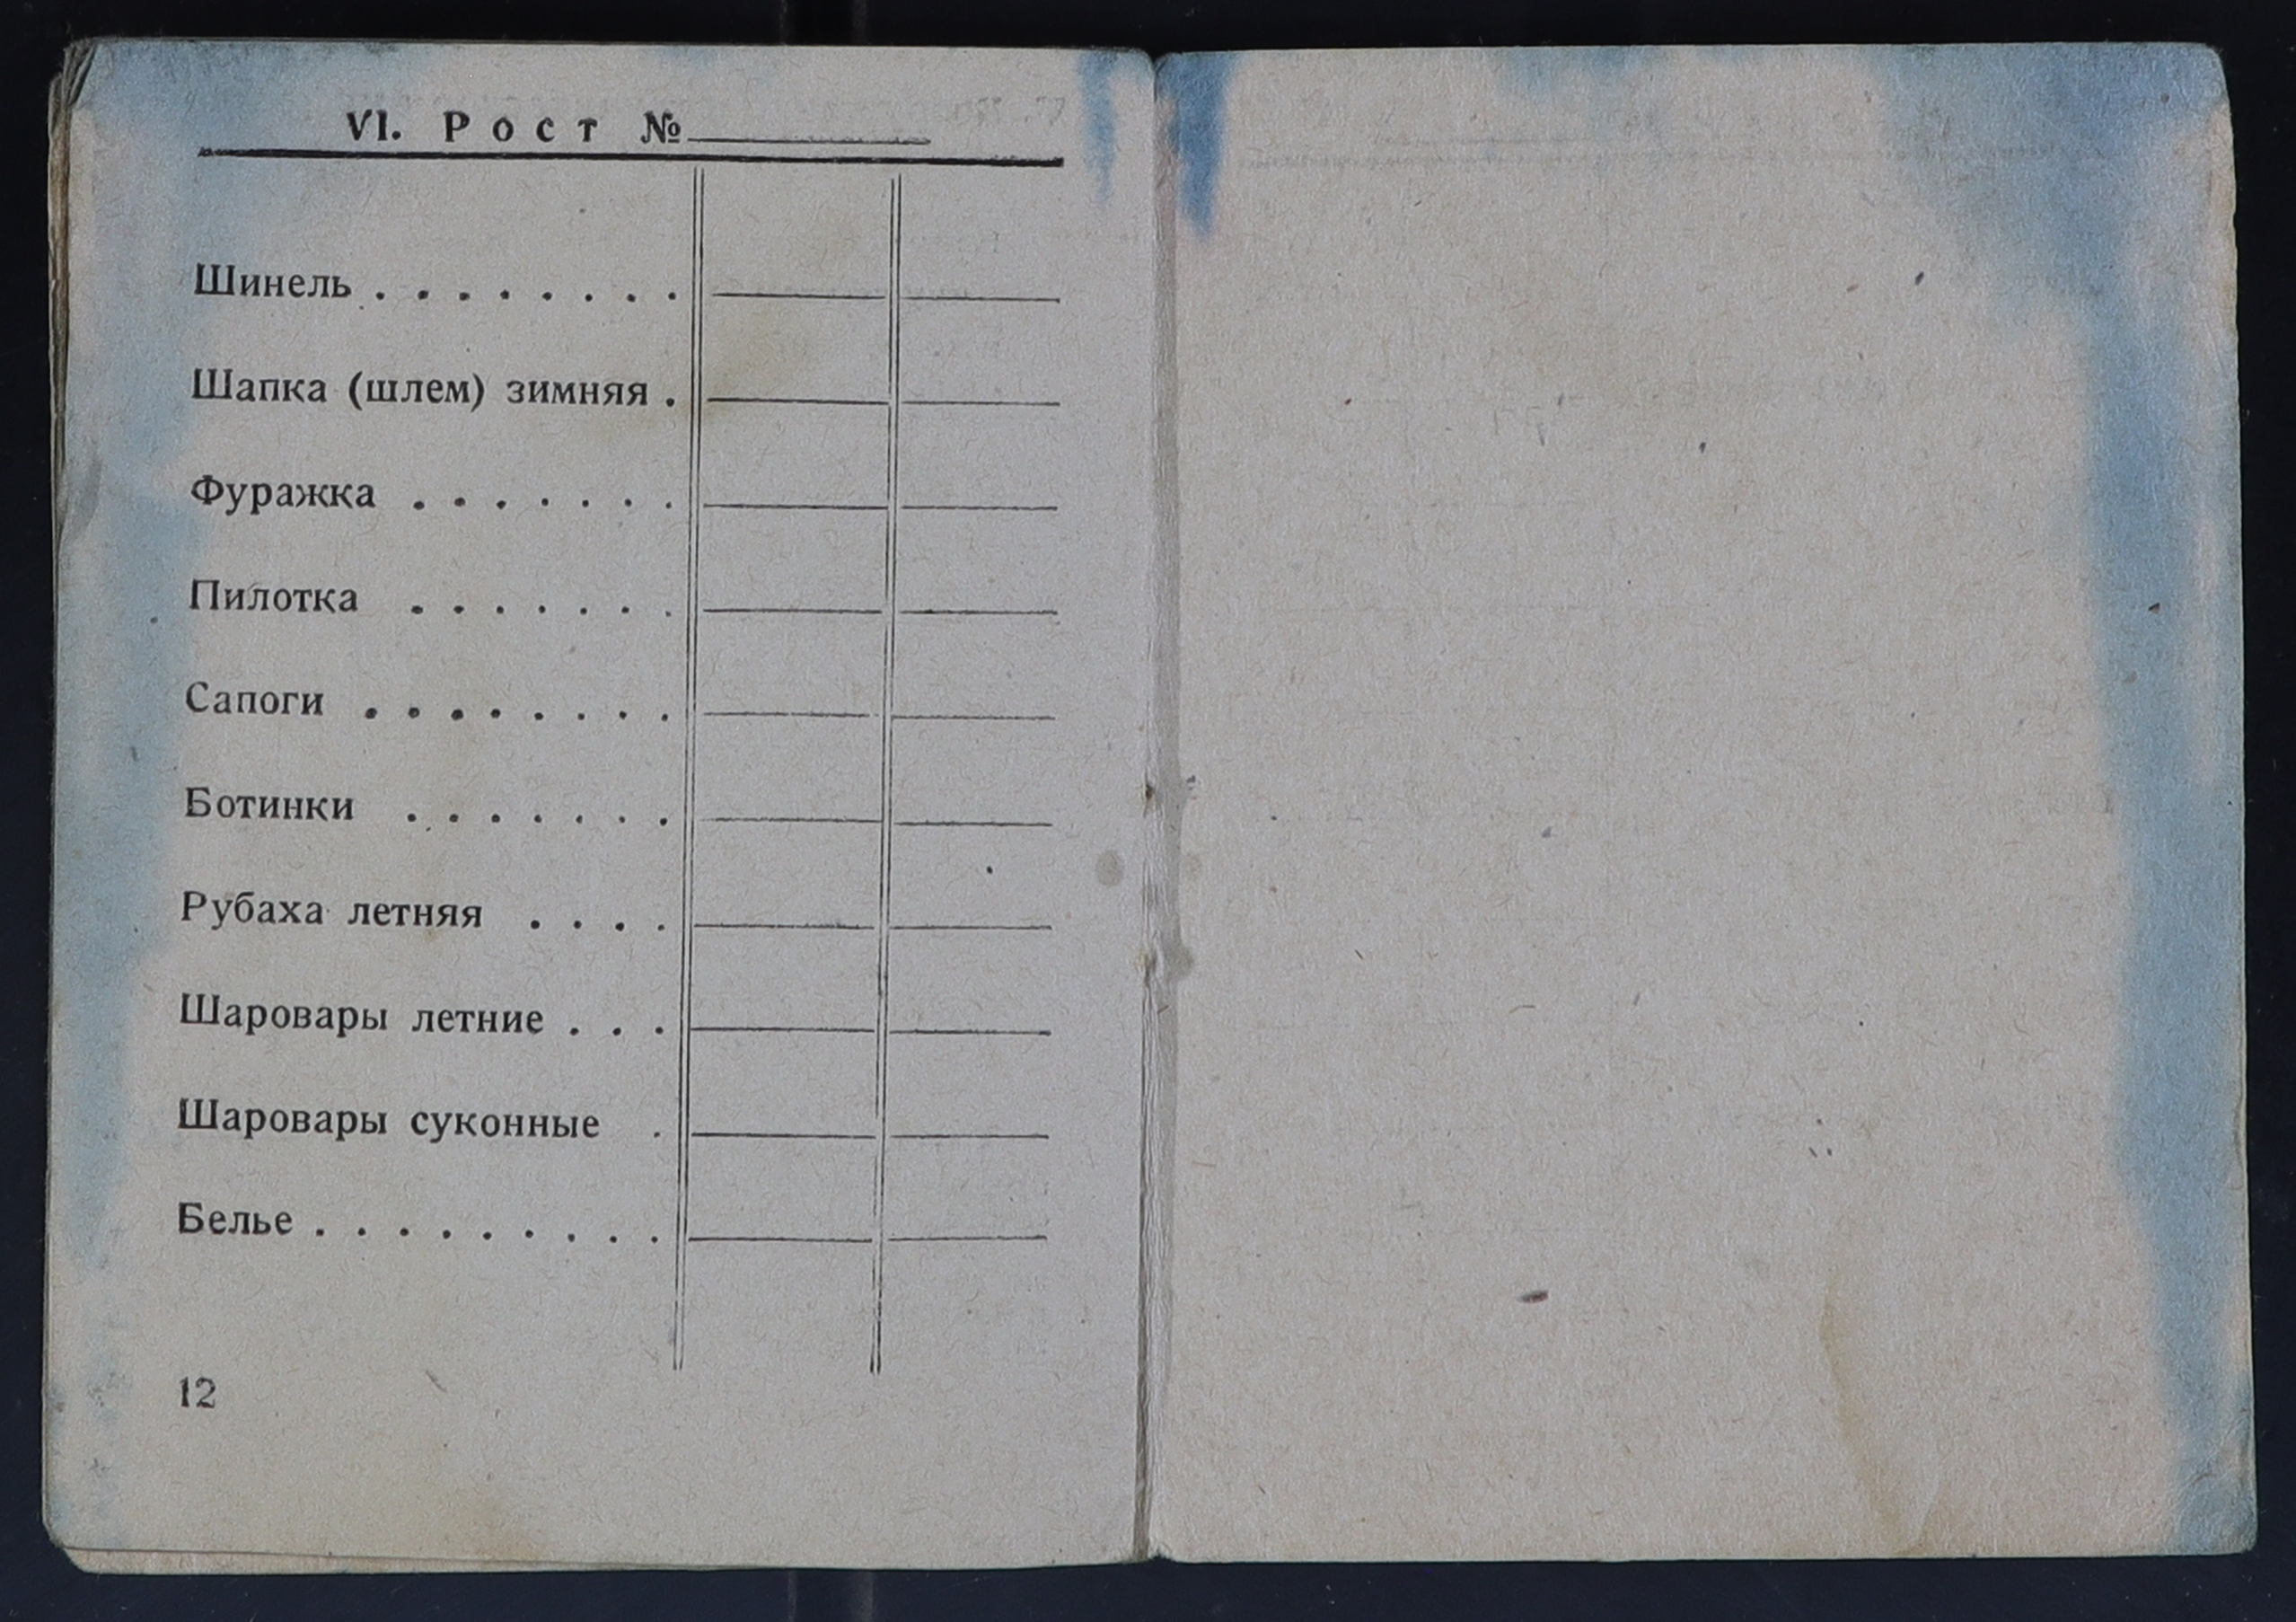 VI. Рост №
Шинель . . . . . . . .
Шапка (шлем) зимняя .
Фуражка . . . . . . .
Пилотка . . . . . . .
Сапоги . . . . . . . .
Ботинки . . . . . . .
Рубаха летняя . . . .
Шаровары летние . . .
Шаровары суконные .
Белье . . . . . . . . .
12